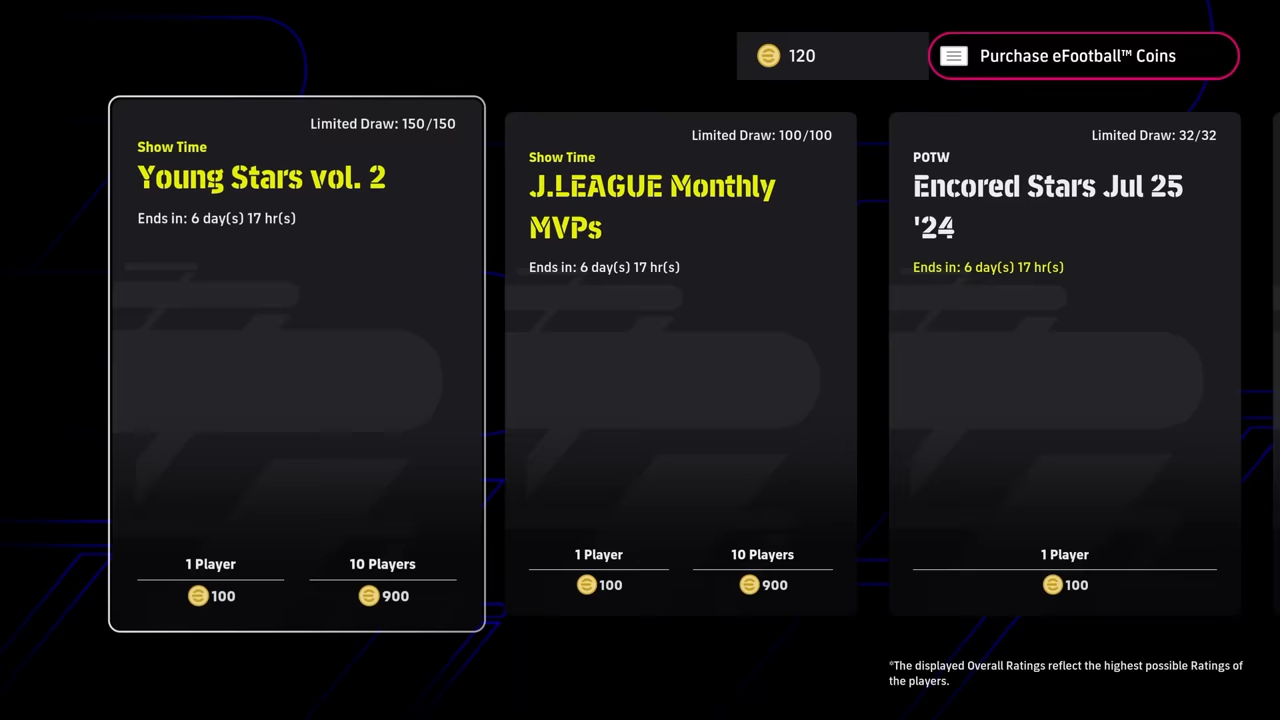 120
Purchase eFootball™ Coins
Limited Draw: 150/150
Show Time
Young Stars vol. 2
Ends in: 6 day(s) 17 hr(s)
1 Player
10 Players
100
900
Limited Draw: 100/100
Show Time
J.LEAGUE Monthly
MVPs
Ends in: 6 day(s) 17 hr(s)
1 Player
10 Players
100
900
Limited Draw: 32/32
POTW
Encored Stars Jul 25
'24
Ends in: 6 day(s) 17 hr(s)
1 Player
100
*The displayed Overall Ratings reflect the highest possible Ratings of
the players.